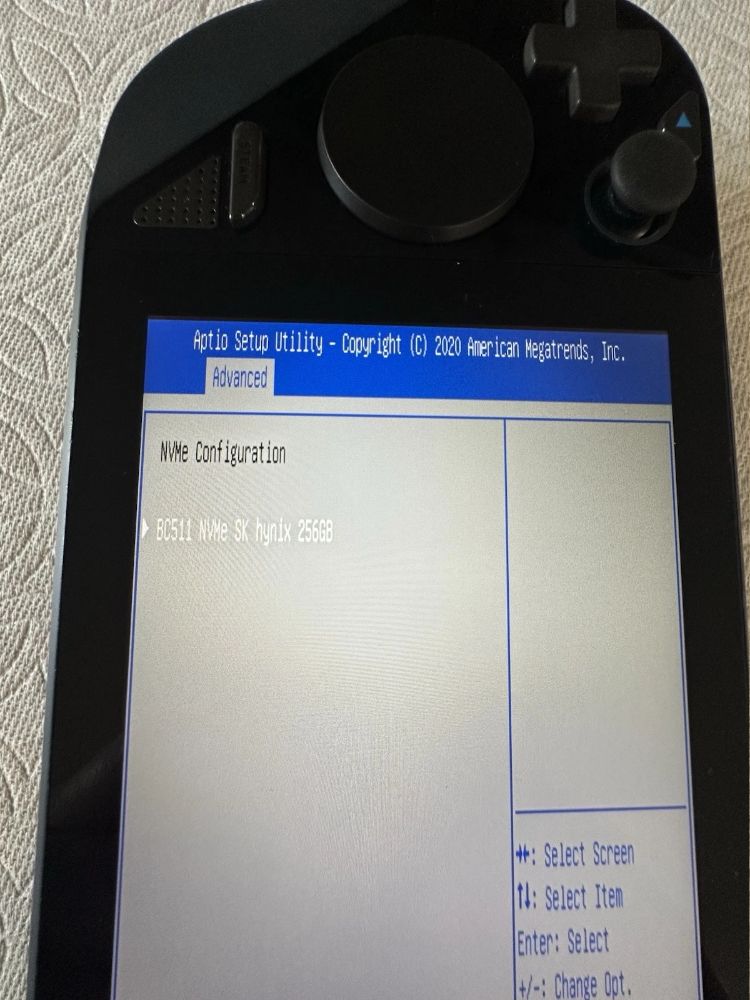 STEAM
Aptio Setup Utility - Copyright (C) 2020 American Megatrends, Inc.
Advanced
NVMe Configuration
BC511 NVMe SK hynix 256GB
→←: Select Screen
↑↓: Select Item
Enter: Select
+/-: Change Opt.